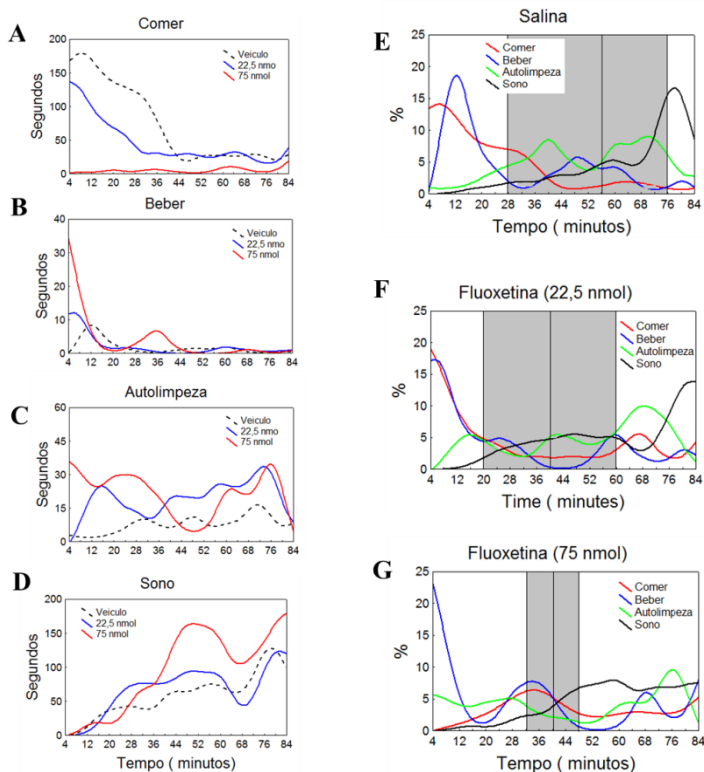 A
Comer
Segundos
200
150
100
50
0
Veiculo
22,5 nmo
75 nmol
4 12 20 28 36 44 52 60 68 76 84
B
Beber
Segundos
40
30
20
10
0
Veiculo
22,5 nmo
75 nmol
4 12 20 28 36 44 52 60 68 76 84
C
Autolimpeza
Segundos
60
45
30
15
0
Veiculo
22,5 nmo
75 nmol
4 12 20 28 36 44 52 60 68 76 84
D
Sono
Segundos
200
150
100
50
0
Veiculo
22,5 nmo
75 nmol
4 12 20 28 36 44 52 60 68 76 84
Tempo ( minutos)
E
Salina
%
25
20
15
10
5
0
Comer
Beber
Autolimpeza
Sono
4 12 20 28 36 44 52 60 68 76 84
Tempo ( minutos)
F
Fluoxetina (22,5 nmol)
%
25
20
15
10
5
0
Comer
Beber
Autolimpeza
Sono
4 12 20 28 36 44 52 60 68 76 84
Time ( minutos)
G
Fluoxetina (75 nmol)
%
25
20
15
10
5
0
Comer
Beber
Autolimpeza
Sono
4 12 20 28 36 44 52 60 68 76 84
Tempo ( minutos)